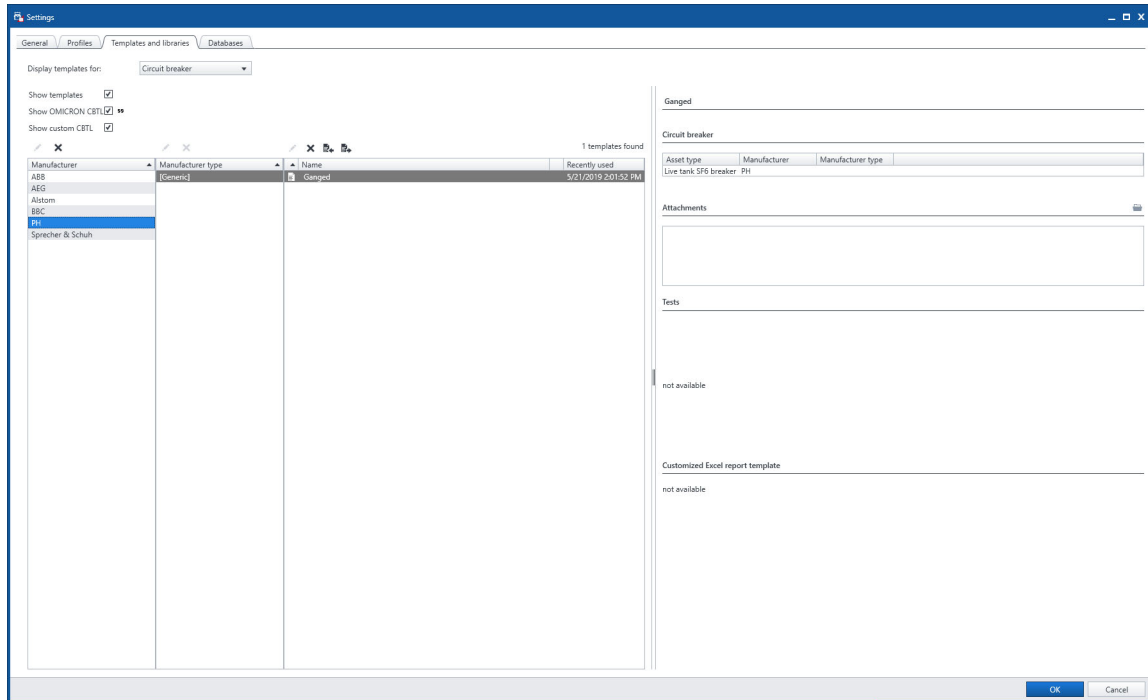 Settings
General Profiles Templates and libraries Databases
Display templates for: Circuit breaker
Show templates
Show OMICRON CBTL
Show custom CBTL
1 templates found
Manufacturer Manufacturer type Name Recently used
ABB [Generic] Ganged 5/21/2019 2:01:52 PM
AEG
Alstom
BBC
PH
Sprecher & Schuh
Ganged
Circuit breaker
Asset type Manufacturer Manufacturer type
Live tank SF6 breaker PH
Attachments
Tests
not available
Customized Excel report template
not available
OK Cancel